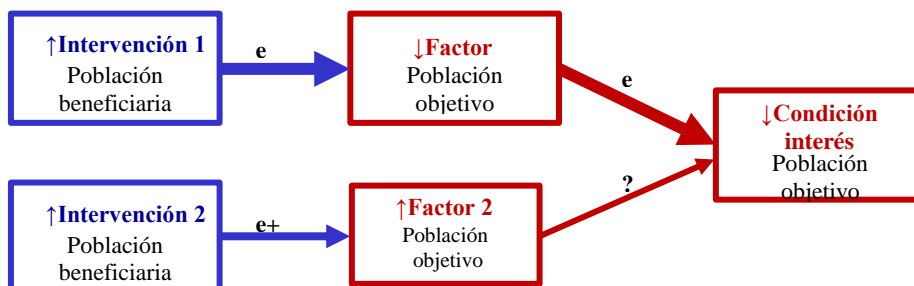 ↑Intervención 1
Población
beneficiaria
e
↓Factor
Población
objetivo
e
↓Condición
interés
Población
objetivo
↑Intervención 2
Población
beneficiaria
e+
↑Factor 2
Población
objetivo
?